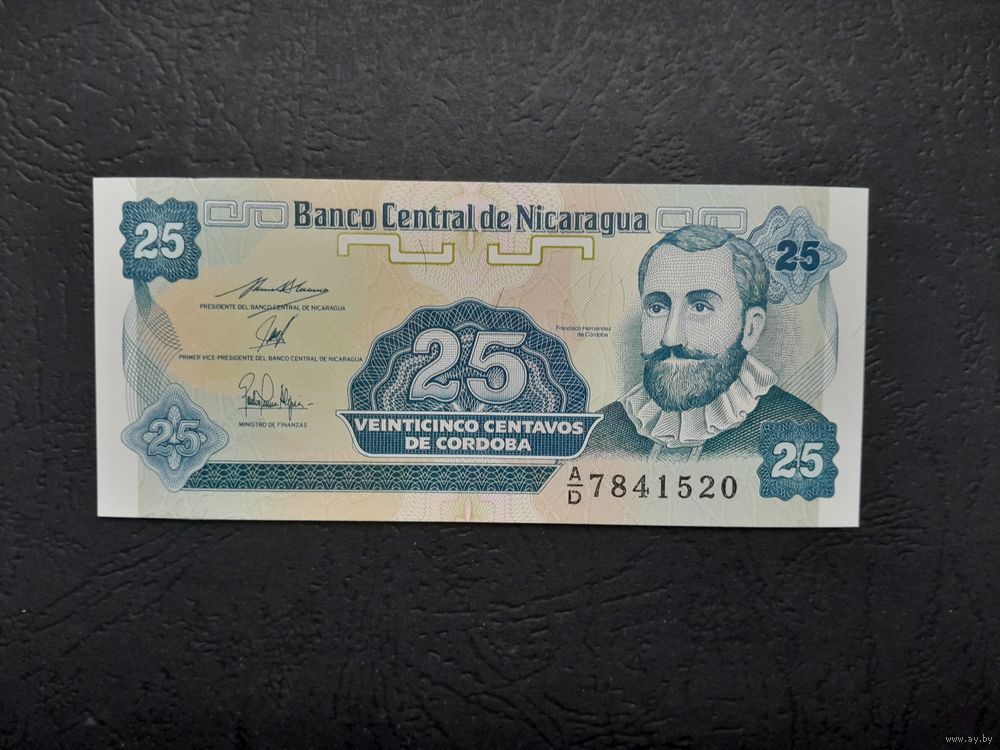 25
Banco Central de Nicaragua
25
PRESIDENTE DEL BANCO CENTRAL DE NICARAGUA
Francisco Hernández
de Córdoba
PRIMER VICE-PRESIDENTE DEL BANCO CENTRAL DE NICARAGUA
25
MINISTRO DE FINANZAS
25
VEINTICINCO CENTAVOS
DE CORDOBA
25
A/D 7841520
www.ay.by